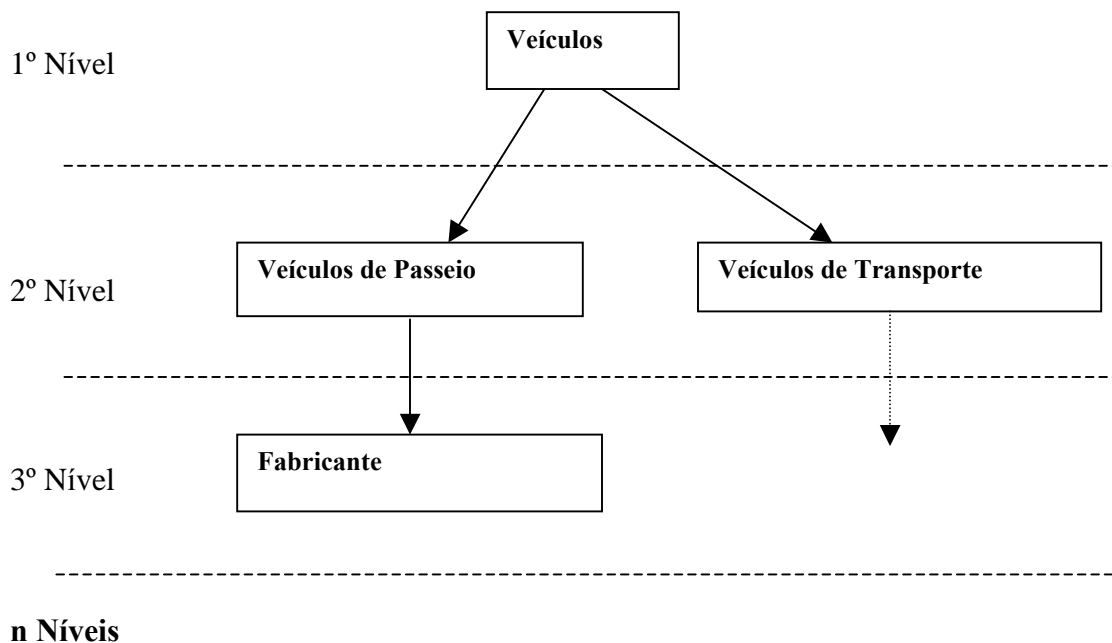 Veículos
1º Nível
Veículos de Passeio
Veículos de Transporte
2º Nível
Fabricante
3º Nível
n Níveis